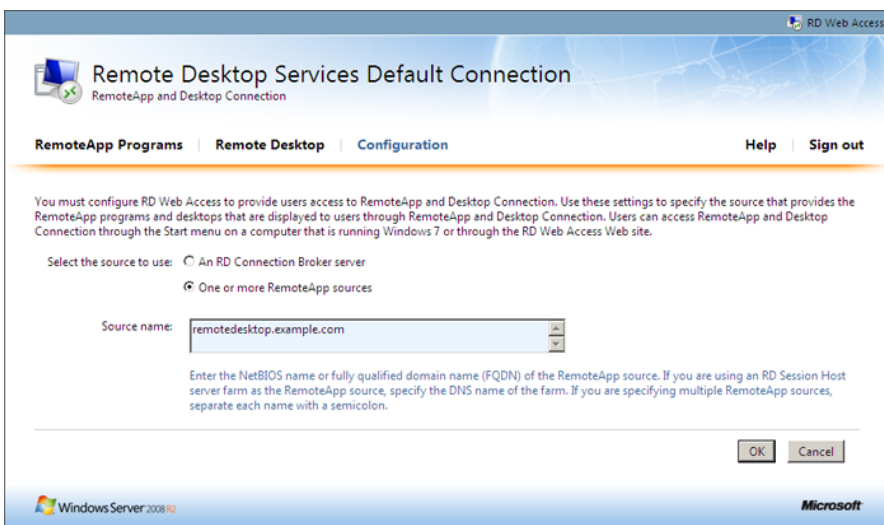 RD Web Access
Remote Desktop Services Default Connection
RemoteApp and Desktop Connection
RemoteApp Programs | Remote Desktop | Configuration Help | Sign out
You must configure RD Web Access to provide users access to RemoteApp and Desktop Connection. Use these settings to specify the source that provides the
RemoteApp programs and desktops that are displayed to users through RemoteApp and Desktop Connection. Users can access RemoteApp and Desktop
Connection through the Start menu on a computer that is running Windows 7 or through the RD Web Access Web site.
Select the source to use: An RD Connection Broker server
One or more RemoteApp sources
Source name: remotedesktop.example.com
Enter the NetBIOS name or fully qualified domain name (FQDN) of the RemoteApp source. If you are using an RD Session Host
server farm as the RemoteApp source, specify the DNS name of the farm. If you are specifying multiple RemoteApp sources,
separate each name with a semicolon.
OK Cancel
Windows Server 2008 R2 Microsoft